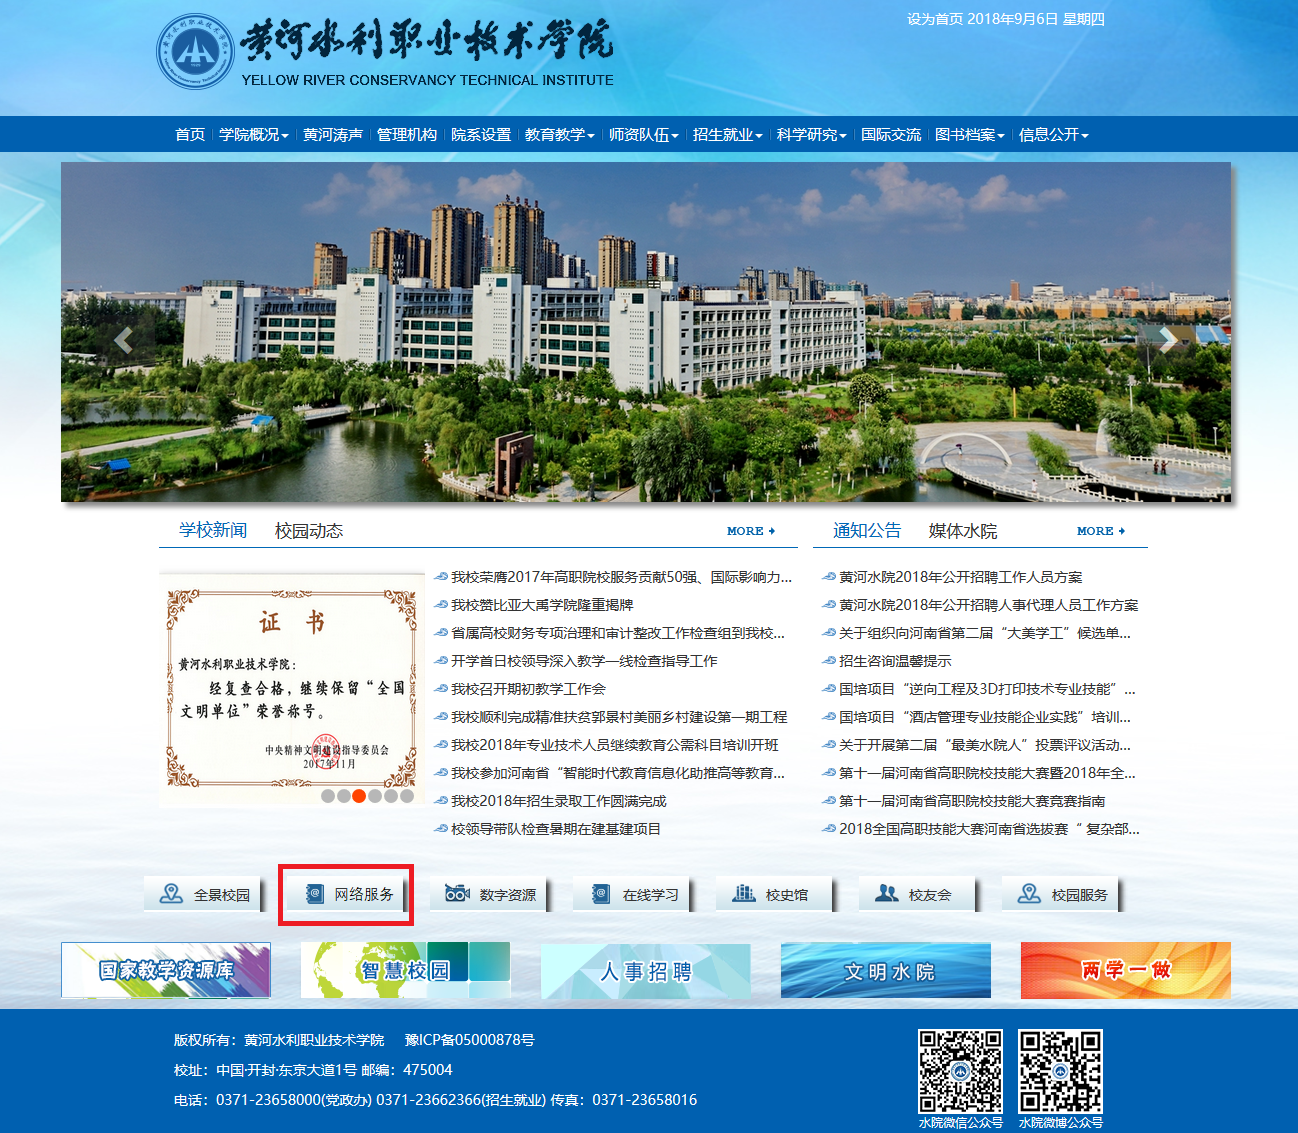 黄河水利职业技术学院
YELLOW RIVER CONSERVANCY TECHNICAL INSTITUTE
设为首页 2018年9月6日 星期四
首页 学院概况 黄河涛声 管理机构 院系设置 教育教学 师资队伍 招生就业 科学研究 国际交流 图书档案 信息公开
学校新闻 校园动态 MORE
证书
黄河水利职业技术学院：
经复查合格，继续保留“全国
文明单位”荣誉称号。
中央精神文明建设指导委员会
2017年11月
我校荣膺2017年高职院校服务贡献50强、国际影响力...
我校赞比亚大禹学院隆重揭牌
省属高校财务专项治理和审计整改工作检查组到我校...
开学首日校领导深入教学一线检查指导工作
我校召开期初教学工作会
我校顺利完成精准扶贫郭景村美丽乡村建设第一期工程
我校2018年专业技术人员继续教育公需科目培训开班
我校参加河南省“智能时代教育信息化助推高等教育...
我校2018年招生录取工作圆满完成
校领导带队检查暑期在建基建项目
通知公告 媒体水院 MORE
黄河水院2018年公开招聘工作人员方案
黄河水院2018年公开招聘人事代理人员工作方案
关于组织向河南省第二届“大美学工”候选单...
招生咨询温馨提示
国培项目“逆向工程及3D打印技术专业技能”...
国培项目“酒店管理专业技能企业实践”培训...
关于开展第二届“最美水院人”投票评议活动...
第十一届河南省高职院校技能大赛暨2018年全...
第十一届河南省高职院校技能大赛竞赛指南
2018全国高职技能大赛河南省选拔赛“ 复杂部...
全景校园 网络服务 数字资源 在线学习 校史馆 校友会 校园服务
国家教学资源库 智慧校园 人事招聘 文明水院 两学一做
版权所有：黄河水利职业技术学院 豫ICP备05000878号
校址：中国·开封·东京大道1号 邮编：475004
电话：0371-23658000(党政办) 0371-23662366(招生就业) 传真：0371-23658016
水院微信公众号 水院微博公众号